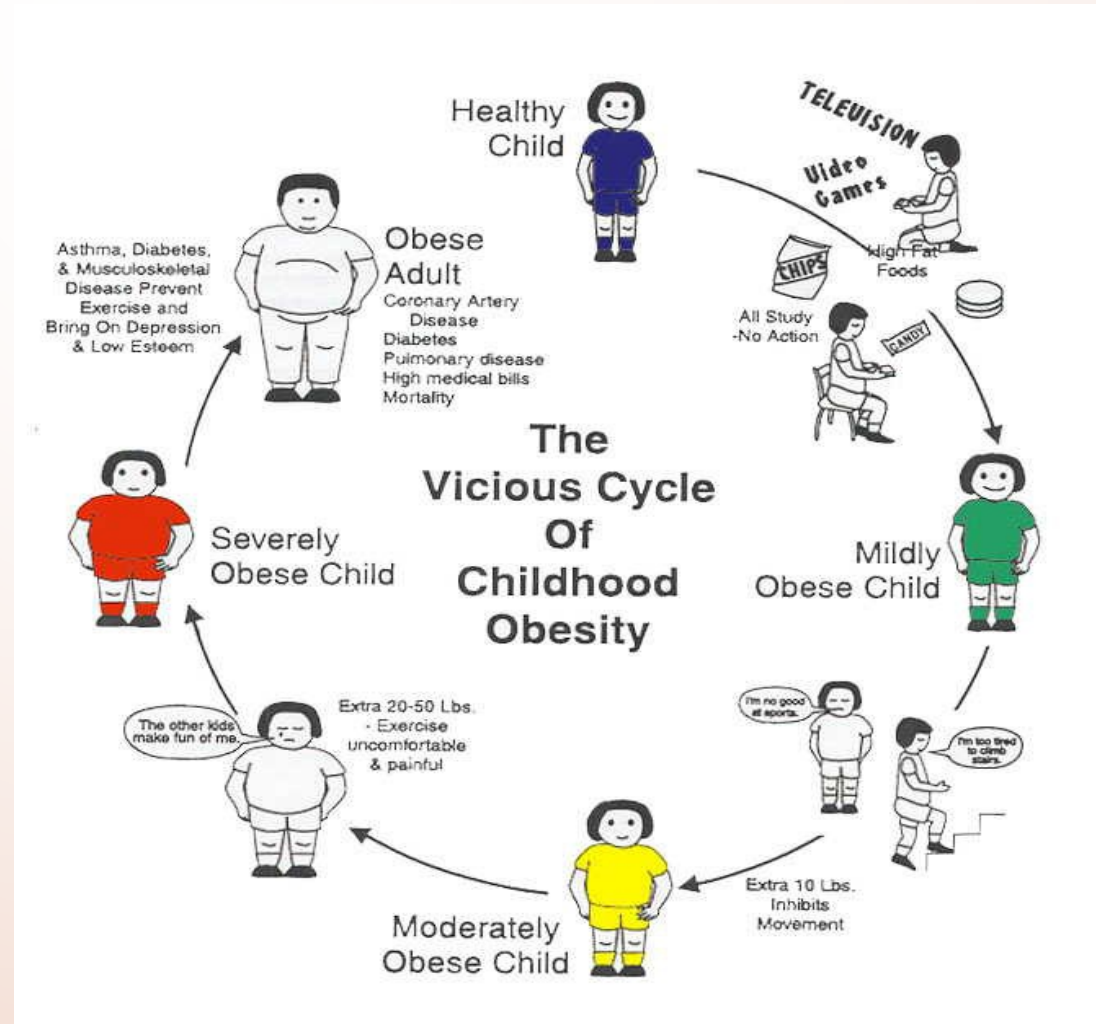 The
Vicious Cycle
Of
Childhood
Obesity
Healthy
Child
TELEVISION
Video
Games
High Fat
Foods
CHIPS
All Study
-No Action
CANDY
Mildly
Obese Child
I'm no good
at sports.
I'm too tired
to climb
stairs.
Extra 10 Lbs.
Inhibits
Movement
Moderately
Obese Child
Extra 20-50 Lbs.
- Exercise
uncomfortable
& painful
The other kids
make fun of me.
Severely
Obese Child
Asthma, Diabetes,
& Musculoskeletal
Disease Prevent
Exercise and
Bring On Depression
& Low Esteem
Obese
Adult
Coronary Artery
Disease
Diabetes
Pulmonary disease
High medical bills
Mortality